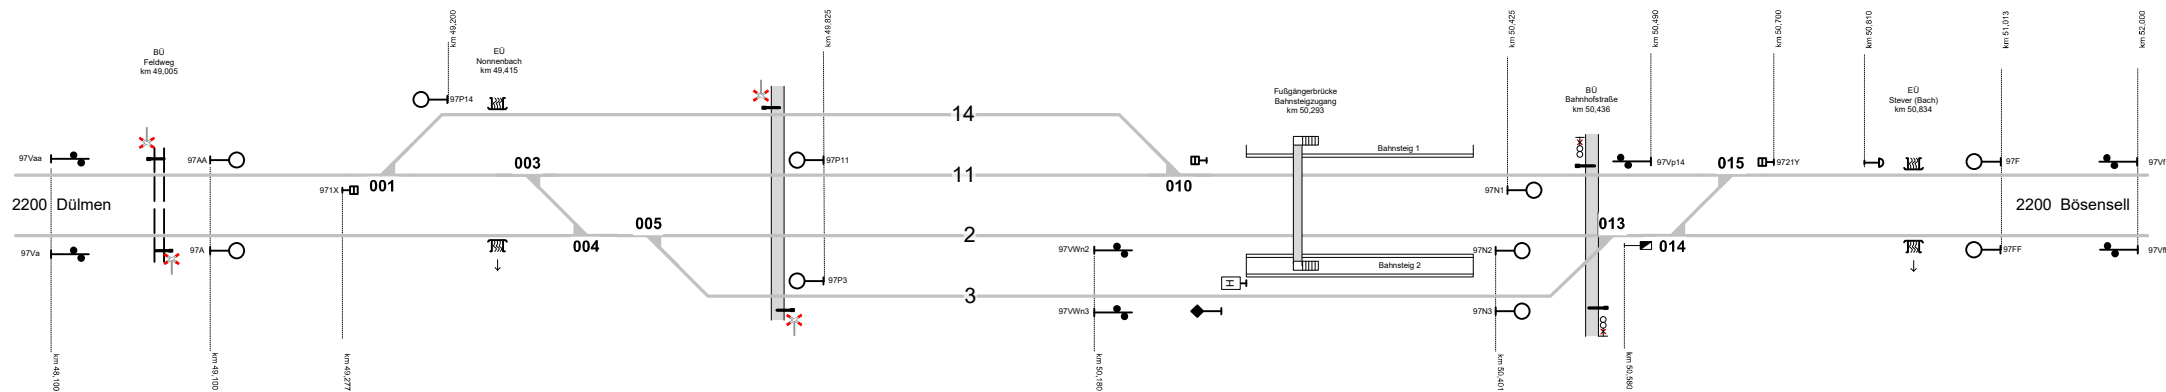 km 49,200
km 49,825
km 50,425
km 50,490
km 50,700
km 50,810
km 51,013
km 52,000
BÜ
Feldweg
km 49,005
EÜ
Nonnenbach
km 49,415
Fußgängerbrücke
Bahnsteigzugang
km 50,293
BÜ
Bahnhofstraße
km 50,436
EÜ
Stever (Bach)
km 50,834
97P14
14
97Vaa
97AA
003
97P11
Bahnsteig 1
97Vp14
015
9721Y
97F
97Vf
001
971X
11
010
97N1
2200 Dülmen
2200 Bösensell
005
013
2
97Va
97A
004
97VWn2
97N2
014
97FF
97Vff
Bahnsteig 2
97P3
H
3
97VWn3
97N3
km 48,100
km 49,100
km 49,277
km 50,180
km 50,401
km 50,580